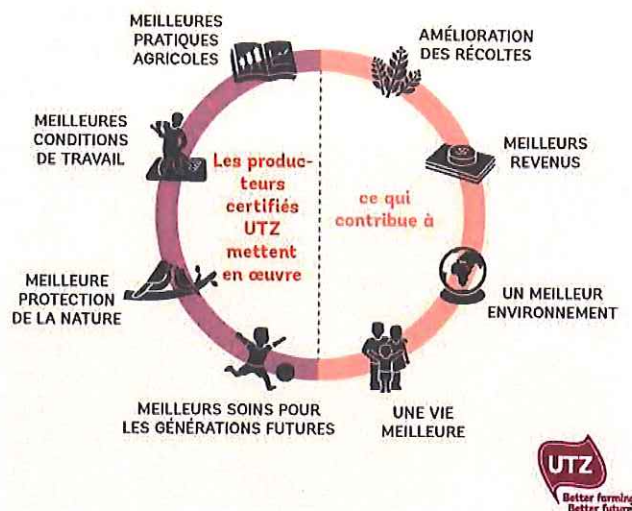 MEILLEURES
PRATIQUES
AGRICOLES
AMÉLIORATION
DES RÉCOLTES
MEILLEURES
CONDITIONS
DE TRAVAIL
MEILLEURS
REVENUS
Les produc-
teurs
certifiés
UTZ
mettent
en œuvre
ce qui
contribue à
MEILLEURE
PROTECTION
DE LA NATURE
UN MEILLEUR
ENVIRONNEMENT
MEILLEURS SOINS POUR
LES GÉNÉRATIONS FUTURES
UNE VIE
MEILLEURE
UTZ
Better farming
Better future